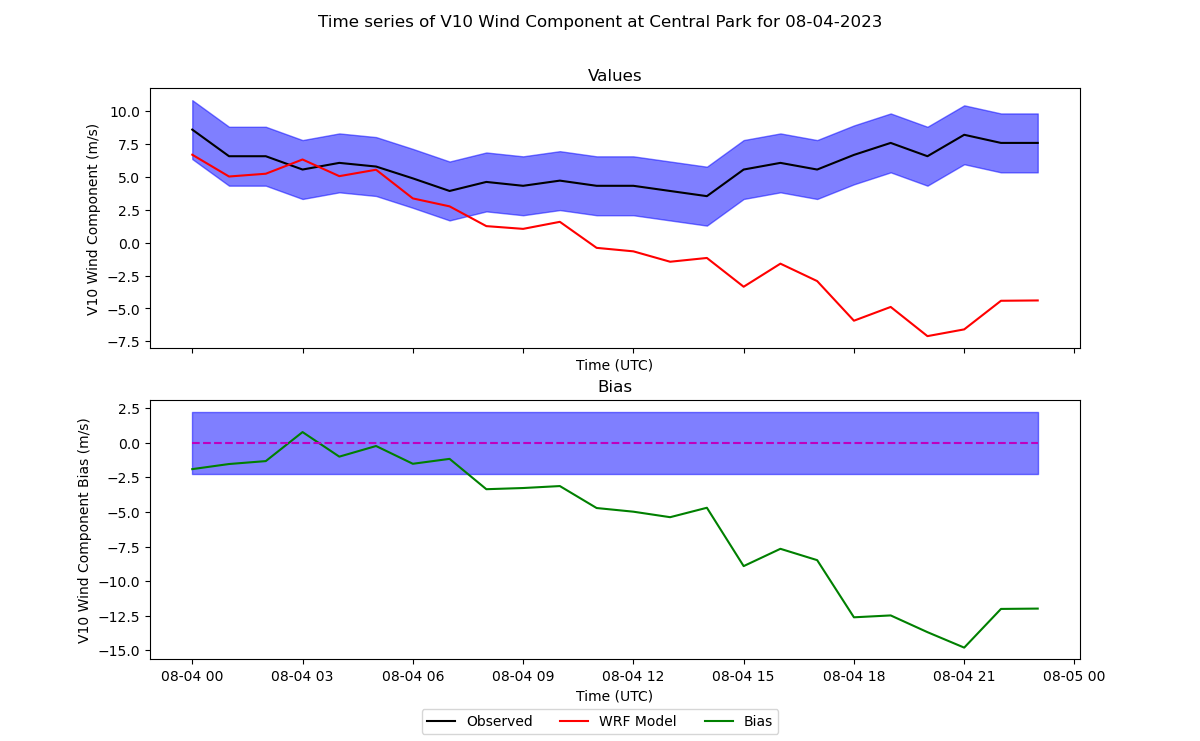 Time series of V10 Wind Component at Central Park for 08-04-2023
Values
V10 Wind Component (m/s)
10.0
7.5
5.0
2.5
0.0
−2.5
−5.0
−7.5
Time (UTC)
Bias
V10 Wind Component Bias (m/s)
2.5
0.0
−2.5
−5.0
−7.5
−10.0
−12.5
−15.0
08-04 00 08-04 03 08-04 06 08-04 09 08-04 12 08-04 15 08-04 18 08-04 21 08-05 00
Time (UTC)
Observed WRF Model Bias